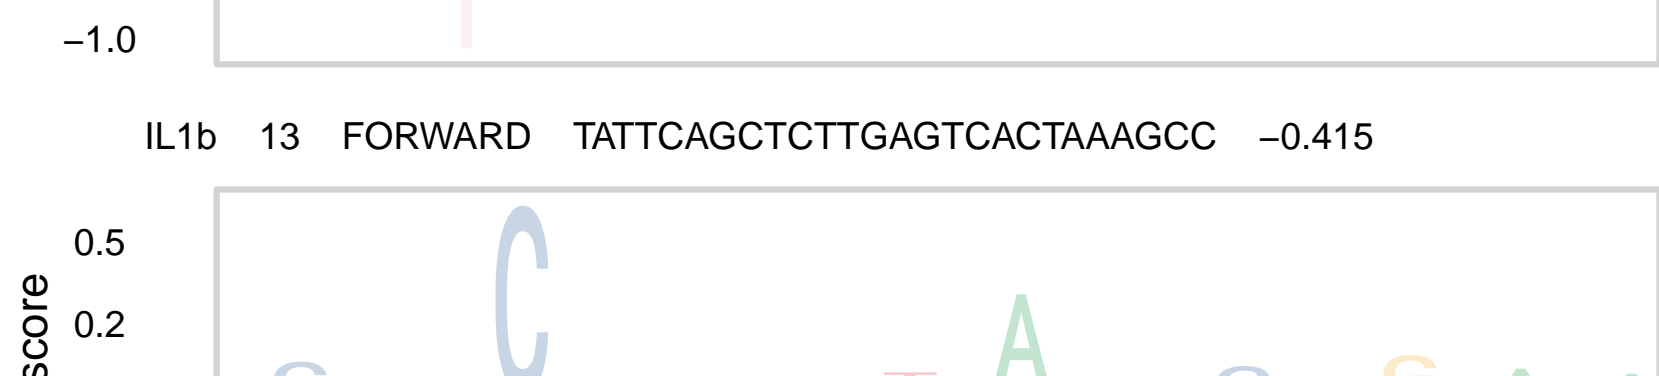 –1.0
T
IL1b 13 FORWARD TATTCAGCTCTTGAGTCACTAAAGCC –0.415
0.5
0.2
score
C
A